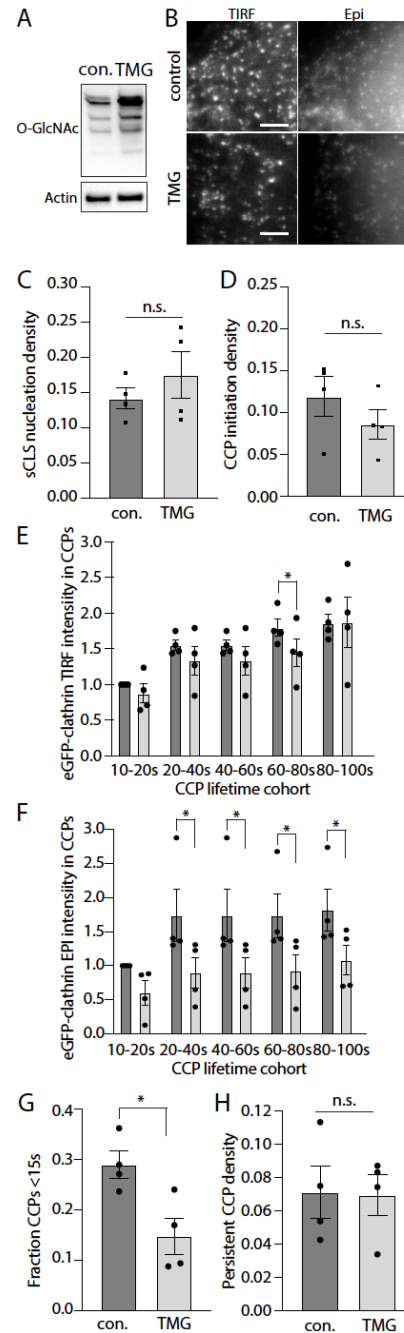 A
con. TMG
O-GlcNAc
Actin
B
TIRF Epi
control
TMG
C
sCLS nucleation density
0.30
0.25
0.20
0.15
0.10
0.05
0.00
n.s.
con. TMG
D
CCP initiation density
0.25
0.20
0.15
0.10
0.05
0.00
n.s.
con. TMG
E
eGFP-clathrin TIRF intensity in CCPs
3.0
2.5
2.0
1.5
1.0
0.5
0.0
*
10-20s 20-40s 40-60s 60-80s 80-100s
CCP lifetime cohort
F
eGFP-clathrin EPI intensiity in CCPs
3.0
2.5
2.0
1.5
1.0
0.5
0.0
* * * *
10-20s 20-40s 40-60s 60-80s 80-100s
CCP lifetime cohort
G
Fraction CCPs <15s
0.4
0.3
0.2
0.1
0.0
*
con. TMG
H
Persistent CCP density
0.12
0.10
0.08
0.06
0.04
0.02
0.00
n.s.
con. TMG